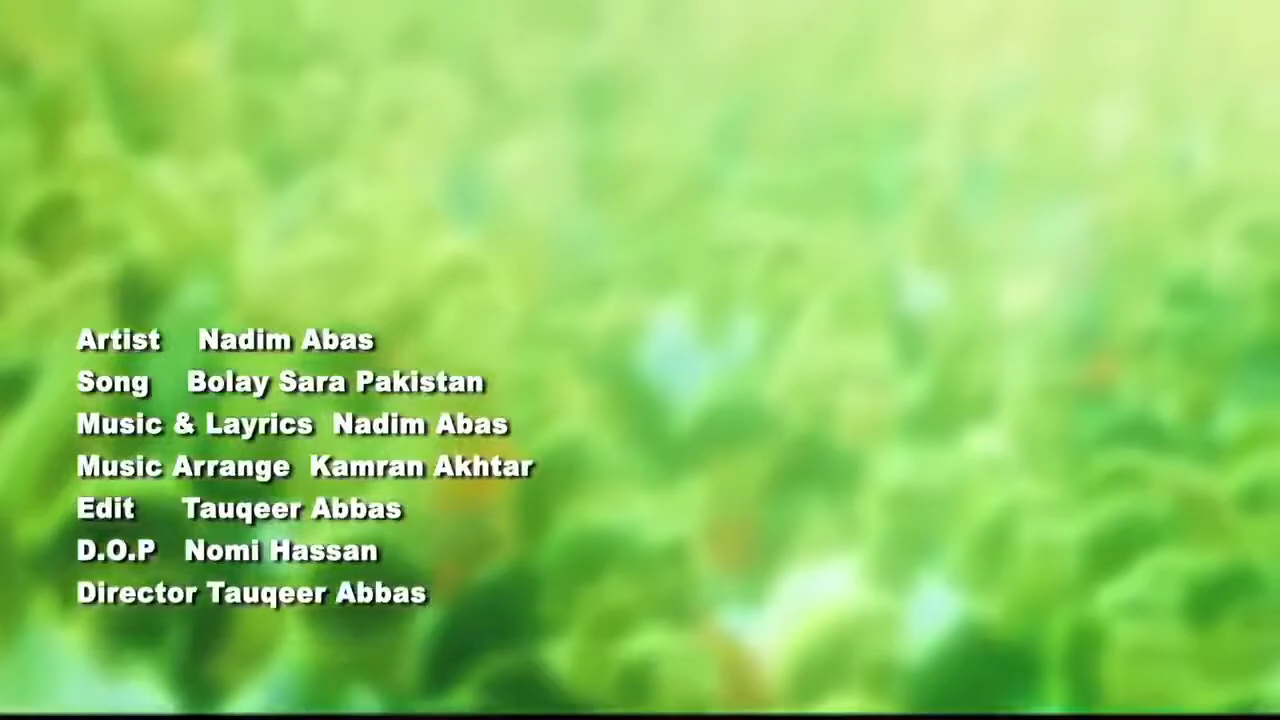 Artist Nadim Abas
Song Bolay Sara Pakistan
Music & Layrics Nadim Abas
Music Arrange Kamran Akhtar
Edit Tauqeer Abbas
D.O.P Nomi Hassan
Director Tauqeer Abbas